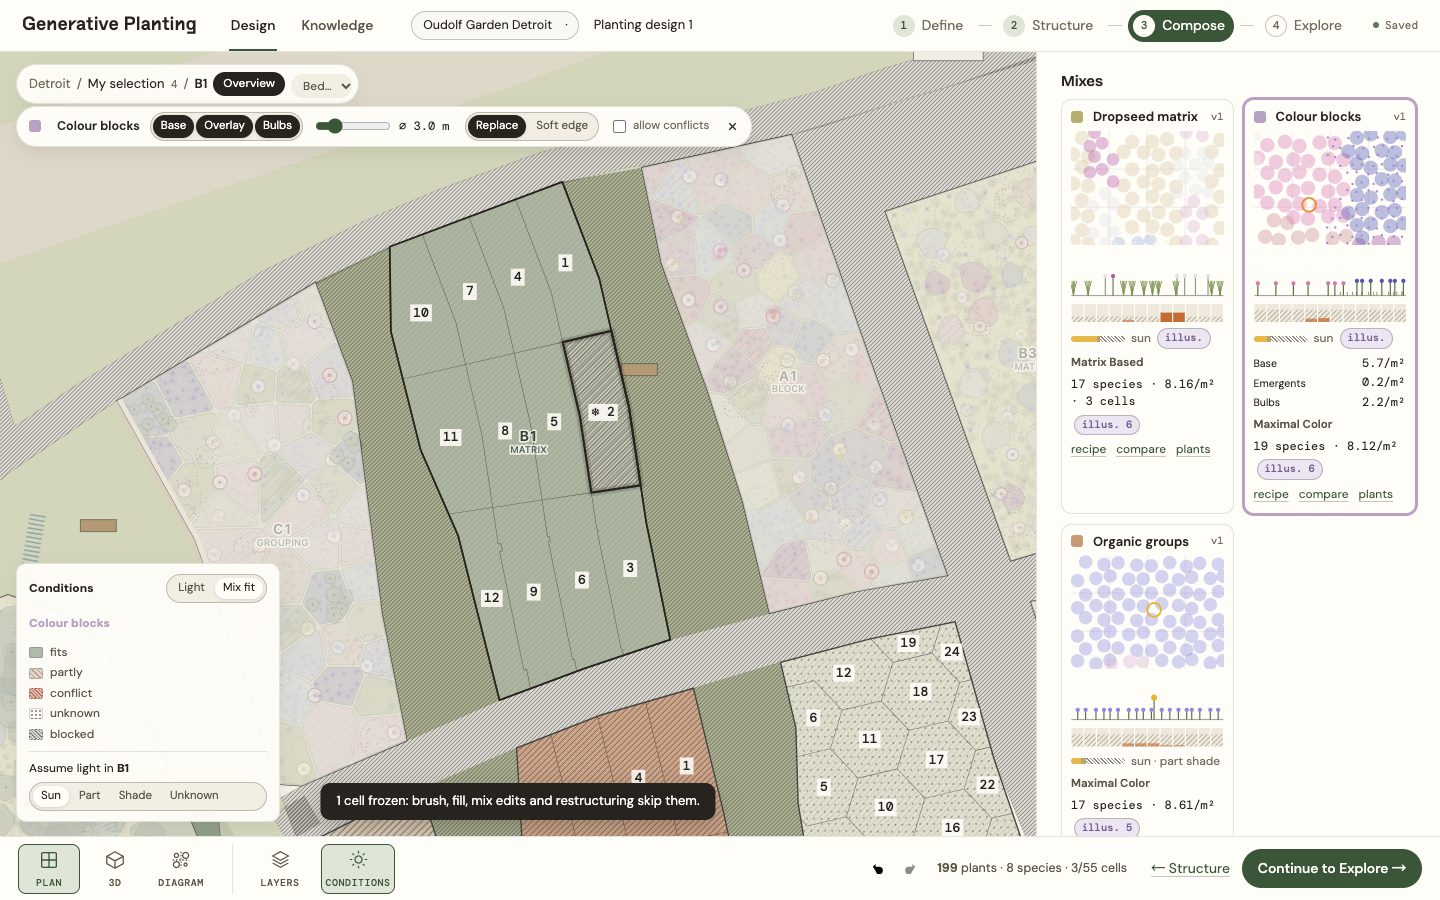 Generative Planting
Design
Knowledge
Oudolf Garden Detroit ·
Planting design 1
1 Define
2 Structure
3 Compose
4 Explore
Saved
Detroit / My selection 4 / B1
Overview
Bed...
Colour blocks
Base
Overlay
Bulbs
⌀ 3.0 m
Replace
Soft edge
allow conflicts
×
1
4
7
10
❄ 2
5
8
11
B1
MATRIX
3
6
9
12
A1
BLOCK
B3
MAT
C1
GROUPING
4
1
19
24
12
18
6
23
11
17
5
22
10
16
Conditions
Light
Mix fit
Colour blocks
fits
partly
conflict
unknown
blocked
Assume light in B1
Sun
Part
Shade
Unknown
1 cell frozen: brush, fill, mix edits and restructuring skip them.
Mixes
Dropseed matrix v1
sun illus.
Matrix Based
17 species · 8.16/m²
· 3 cells
illus. 6
recipe compare plants
Colour blocks v1
sun illus.
Base 5.7/m²
Emergents 0.2/m²
Bulbs 2.2/m²
Maximal Color
19 species · 8.12/m²
illus. 6
recipe compare plants
Organic groups v1
sun · part shade
Maximal Color
17 species · 8.61/m²
illus. 5
PLAN
3D
DIAGRAM
LAYERS
CONDITIONS
199 plants · 8 species · 3/55 cells
← Structure
Continue to Explore →